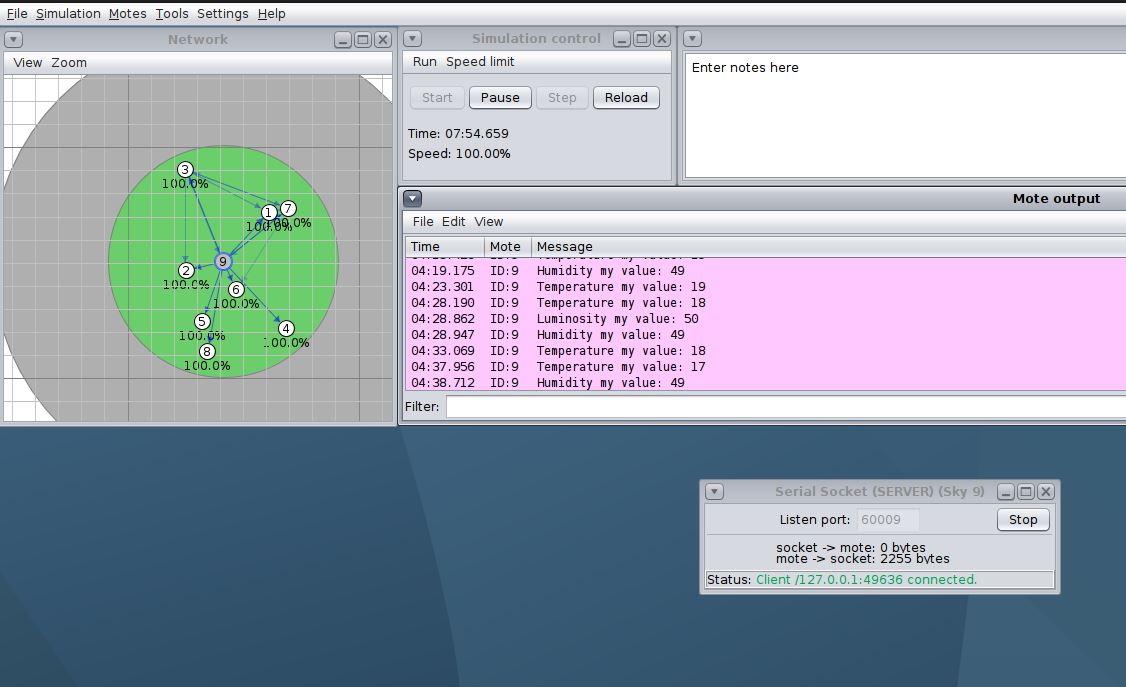 File Simulation Motes Tools Settings Help
Network
View Zoom
3
100.0%
1
7
100.0%
100.0%
9
2
100.0%
6
100.0%
5
100.0%
4
100.0%
8
100.0%
Simulation control
Run Speed limit
Start Pause Step Reload
Time: 07:54.659
Speed: 100.00%
Enter notes here
Mote output
File Edit View
Time Mote Message
04:19.175 ID:9 Humidity my value: 49
04:23.301 ID:9 Temperature my value: 19
04:28.190 ID:9 Temperature my value: 18
04:28.862 ID:9 Luminosity my value: 50
04:28.947 ID:9 Humidity my value: 49
04:33.069 ID:9 Temperature my value: 18
04:37.956 ID:9 Temperature my value: 17
04:38.712 ID:9 Humidity my value: 49
Filter:
Serial Socket (SERVER) (Sky 9)
Listen port: 60009 Stop
socket -> mote: 0 bytes
mote -> socket: 2255 bytes
Status: Client /127.0.0.1:49636 connected.